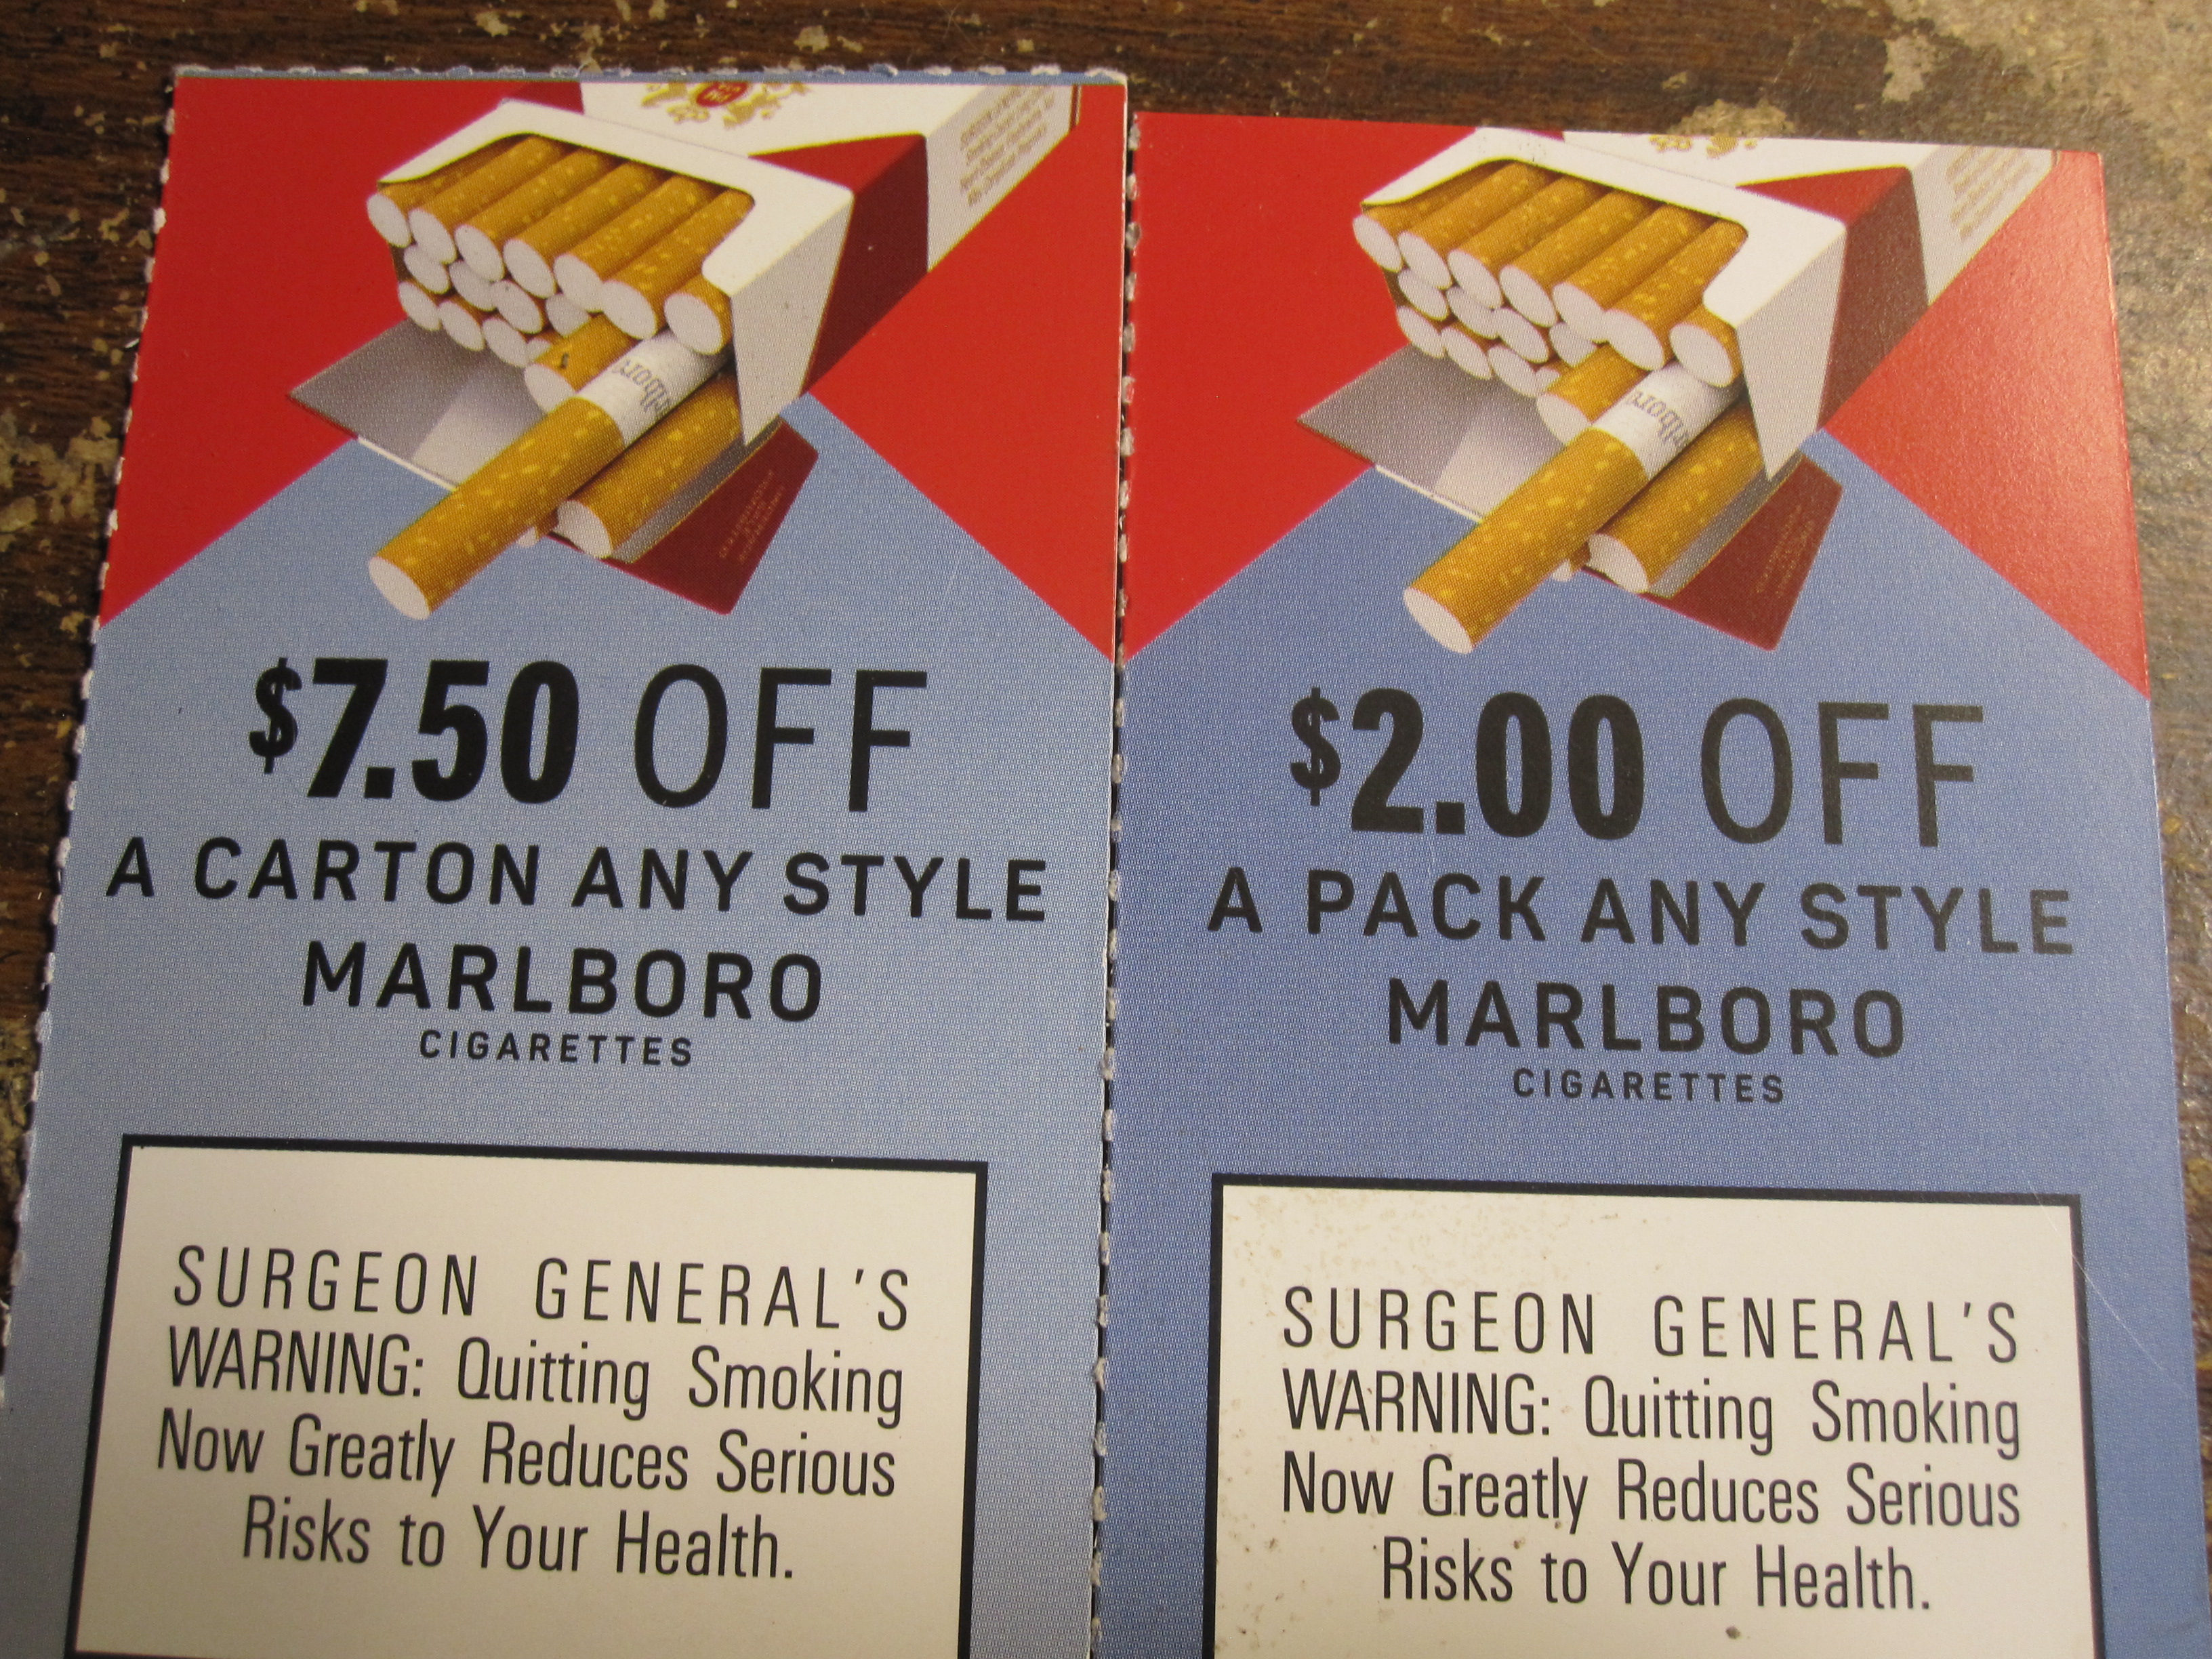 $7.50 OFF
A CARTON ANY STYLE
MARLBORO
CIGARETTES
SURGEON GENERAL'S
WARNING: Quitting Smoking
Now Greatly Reduces Serious
Risks to Your Health.
$2.00 OFF
A PACK ANY STYLE
MARLBORO
CIGARETTES
SURGEON GENERAL'S
WARNING: Quitting Smoking
Now Greatly Reduces Serious
Risks to Your Health.